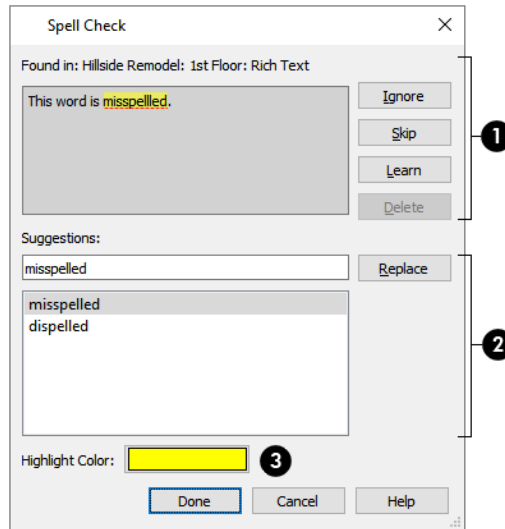 Spell Check
Found in: Hillside Remodel: 1st Floor: Rich Text
This word is misspellled.
Ignore
Skip
Learn
Delete
1
Suggestions:
misspelled
Replace
misspelled
dispelled
2
Highlight Color:
3
Done
Cancel
Help